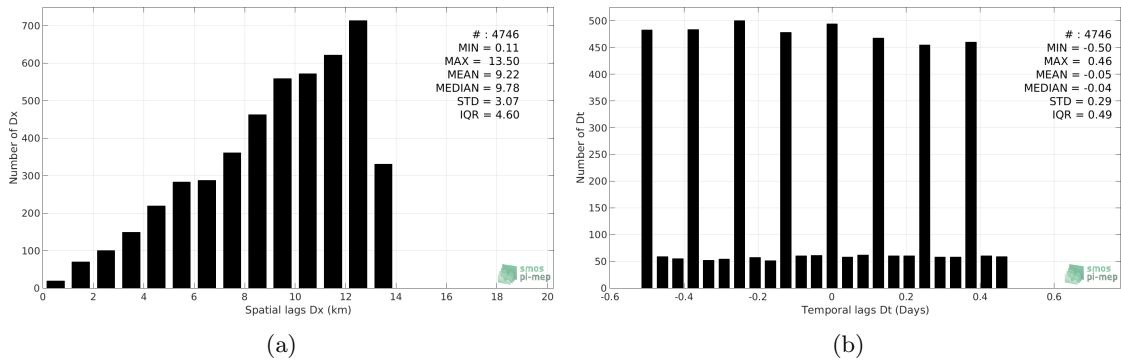 700
600
500
400
300
200
100
0
Number of Dx
# : 4746
MIN = 0.11
MAX = 13.50
MEAN = 9.22
MEDIAN = 9.78
STD = 3.07
IQR = 4.60
smos
pi-mep
0 2 4 6 8 10 12 14 16 18 20
Spatial lags Dx (km)
(a)
500
450
400
350
300
250
200
150
100
50
0
Number of Dt
# : 4746
MIN = -0.50
MAX = 0.46
MEAN = -0.05
MEDIAN = -0.04
STD = 0.29
IQR = 0.49
smos
pi-mep
-0.6 -0.4 -0.2 0 0.2 0.4 0.6
Temporal lags Dt (Days)
(b)